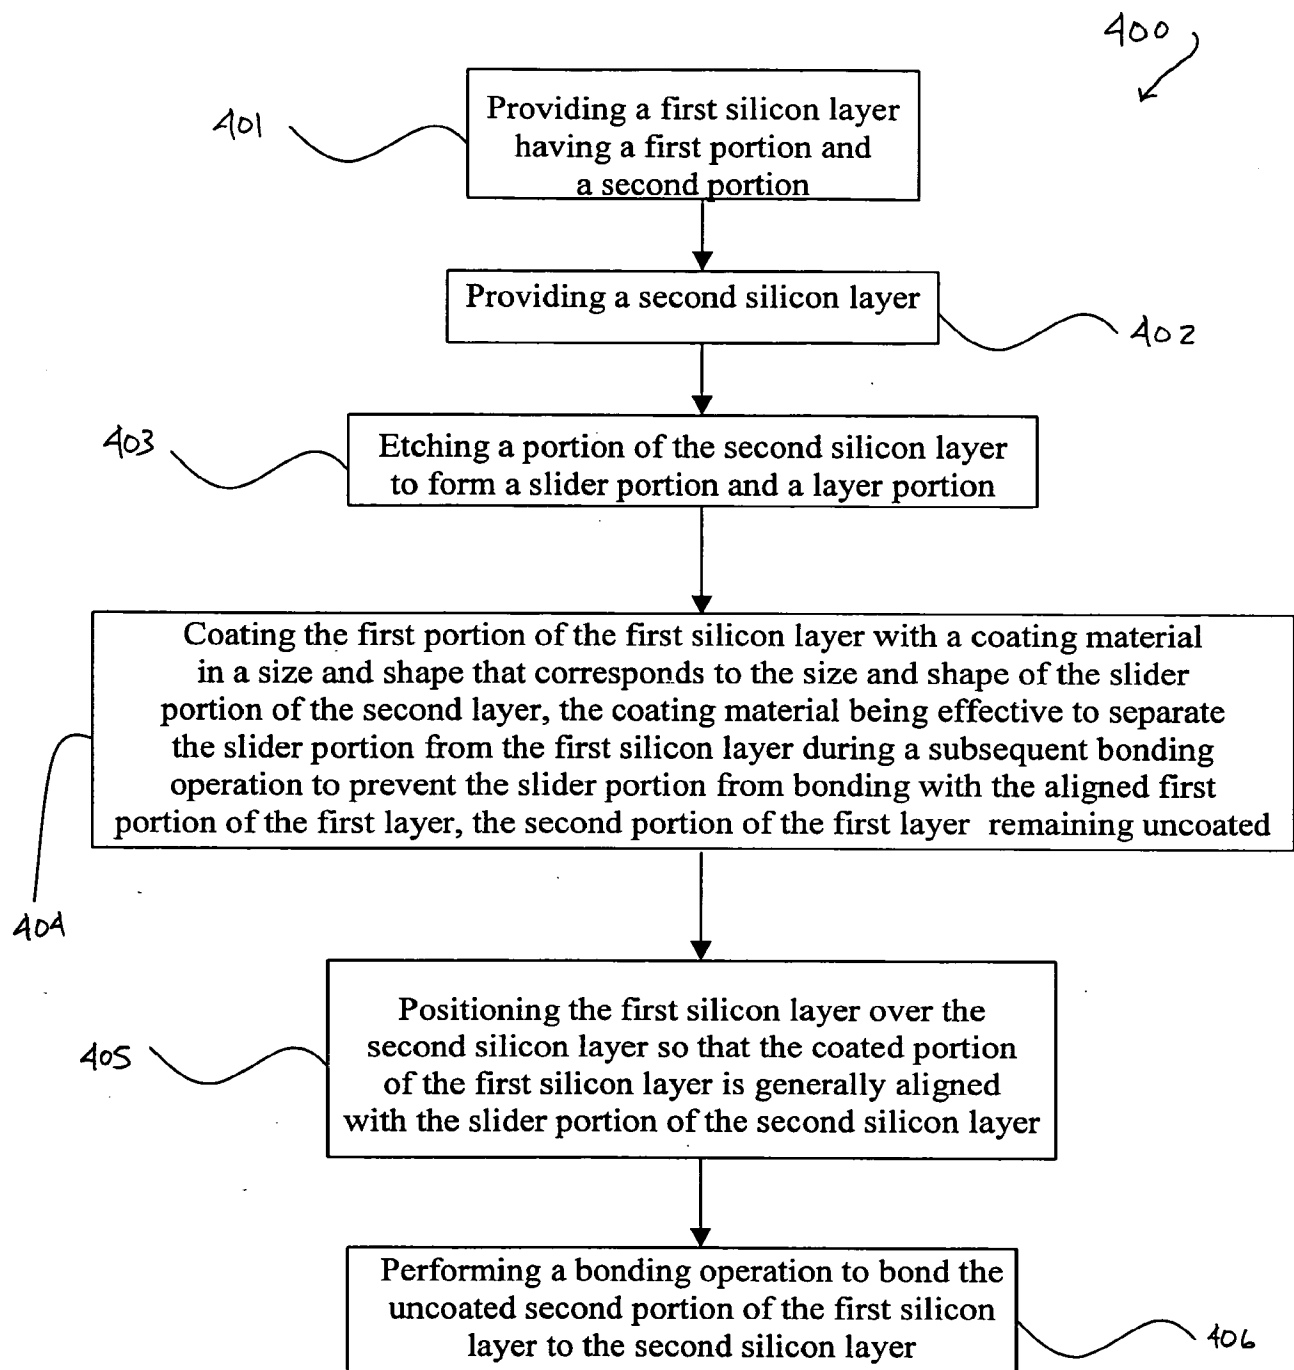 400
401
Providing a first silicon layer
having a first portion and
a second portion
Providing a second silicon layer
402
403
Etching a portion of the second silicon layer
to form a slider portion and a layer portion
Coating the first portion of the first silicon layer with a coating material
in a size and shape that corresponds to the size and shape of the slider
portion of the second layer, the coating material being effective to separate
the slider portion from the first silicon layer during a subsequent bonding
operation to prevent the slider portion from bonding with the aligned first
portion of the first layer, the second portion of the first layer remaining uncoated
404
405
Positioning the first silicon layer over the
second silicon layer so that the coated portion
of the first silicon layer is generally aligned
with the slider portion of the second silicon layer
Performing a bonding operation to bond the
uncoated second portion of the first silicon
layer to the second silicon layer
406